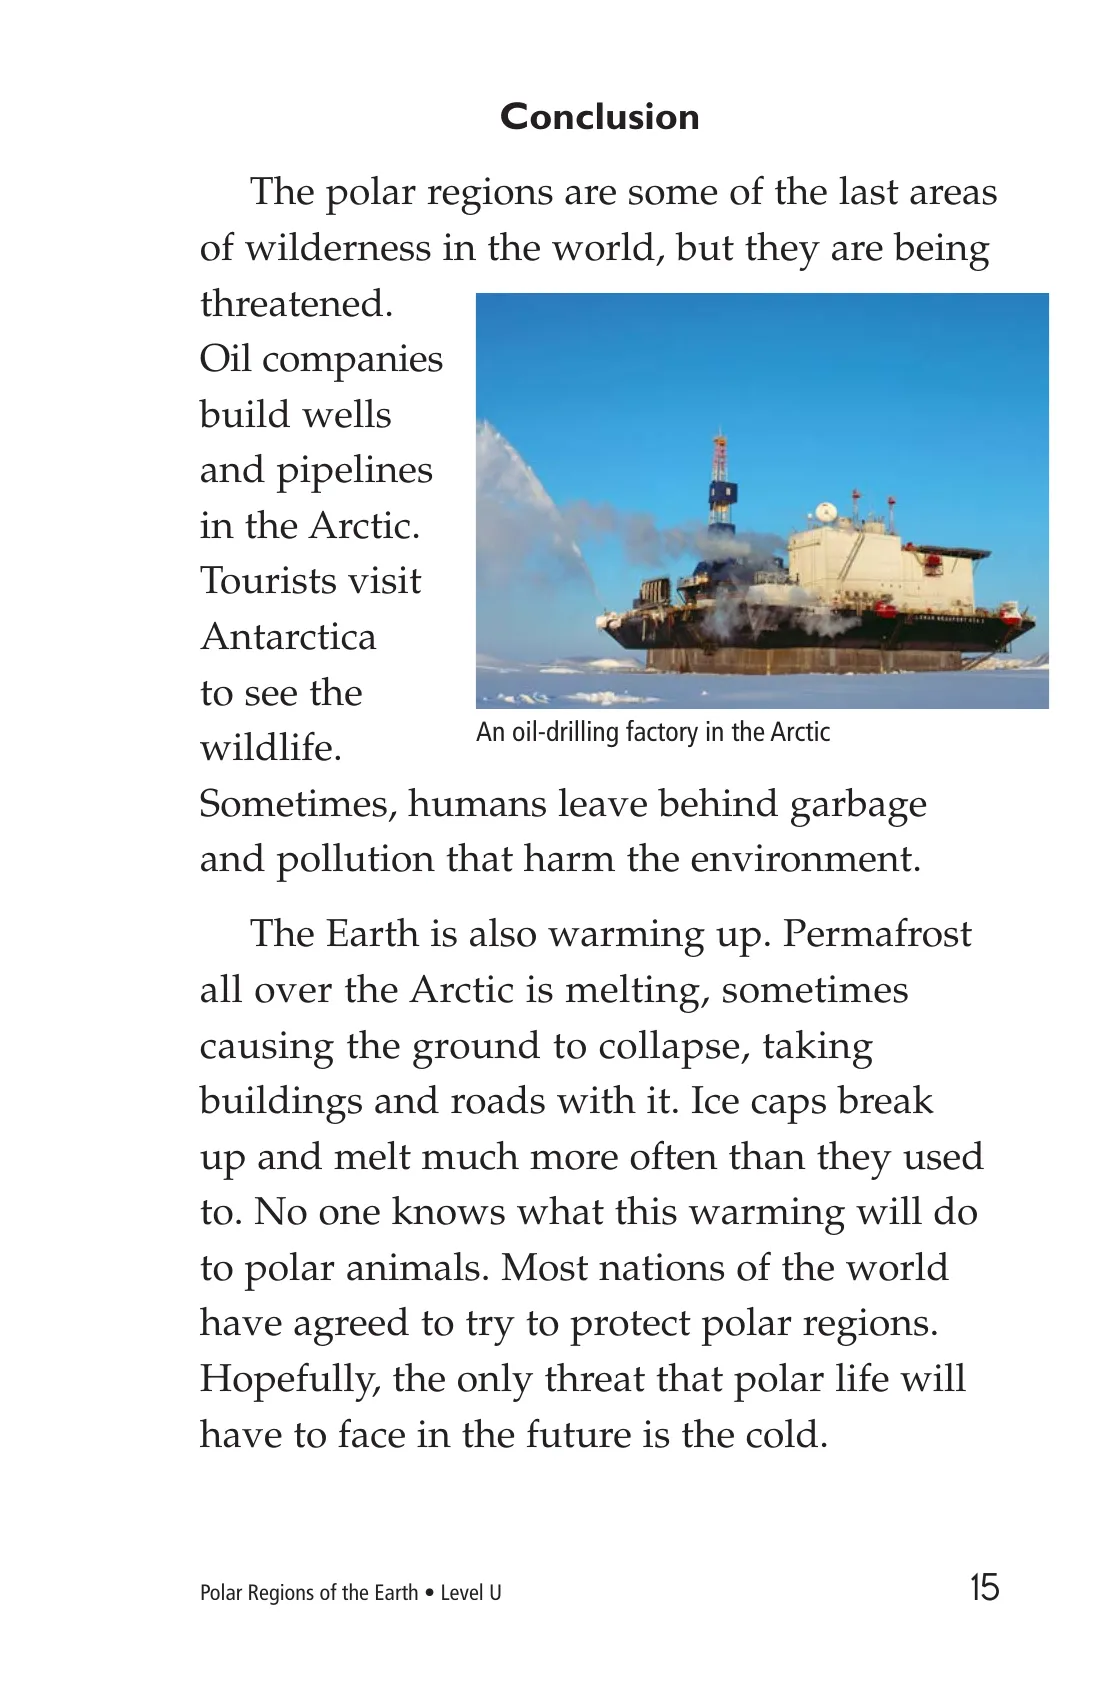 Conclusion
The polar regions are some of the last areas
of wilderness in the world, but they are being
threatened.
Oil companies
build wells
and pipelines
in the Arctic.
Tourists visit
Antarctica
to see the
wildlife.
An oil-drilling factory in the Arctic
Sometimes, humans leave behind garbage
and pollution that harm the environment.
The Earth is also warming up. Permafrost
all over the Arctic is melting, sometimes
causing the ground to collapse, taking
buildings and roads with it. Ice caps break
up and melt much more often than they used
to. No one knows what this warming will do
to polar animals. Most nations of the world
have agreed to try to protect polar regions.
Hopefully, the only threat that polar life will
have to face in the future is the cold.
Polar Regions of the Earth • Level U
15